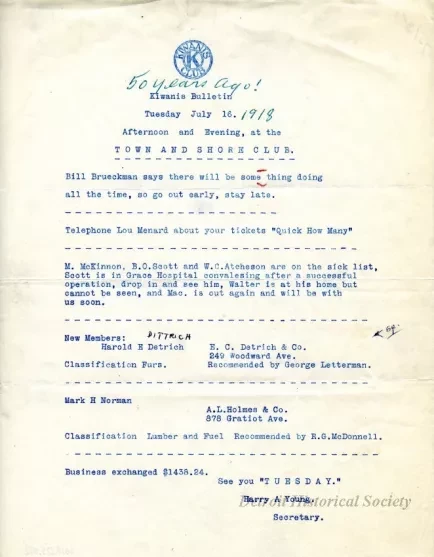 KIWANIS
K
CLUB
50 years ago!
Kiwanis Bulletin
Tuesday July 16. 1918
Afternoon and Evening, at the
TOWN AND SHORE CLUB.
Bill Brueckman says there will be some thing doing
all the time, so go out early, stay late.
Telephone Lou Menard about your tickets "Quick How Many"
M. McKinnon, B.O.Scott and W.C.Atcheson are on the sick list,
Scott is in Grace Hospital convalesing after a successful
operation, drop in and see him, Walter is at his home but
cannot be seen, and Mac. is out again and will be with
us soon.
New Members: DITTRICH
Harold E Detrich E. C. Detrich & Co.
249 Woodward Ave.
Classification Furs. Recommended by George Letterman.
Mark H Norman
A.L.Holmes & Co.
878 Gratiot Ave.
Classification Lumber and Fuel Recommended by R.G.McDonnell.
Business exchanged $1438.24.
See you "TUESDAY."
Harry A Young,
Detroit Historical Society
Secretary.